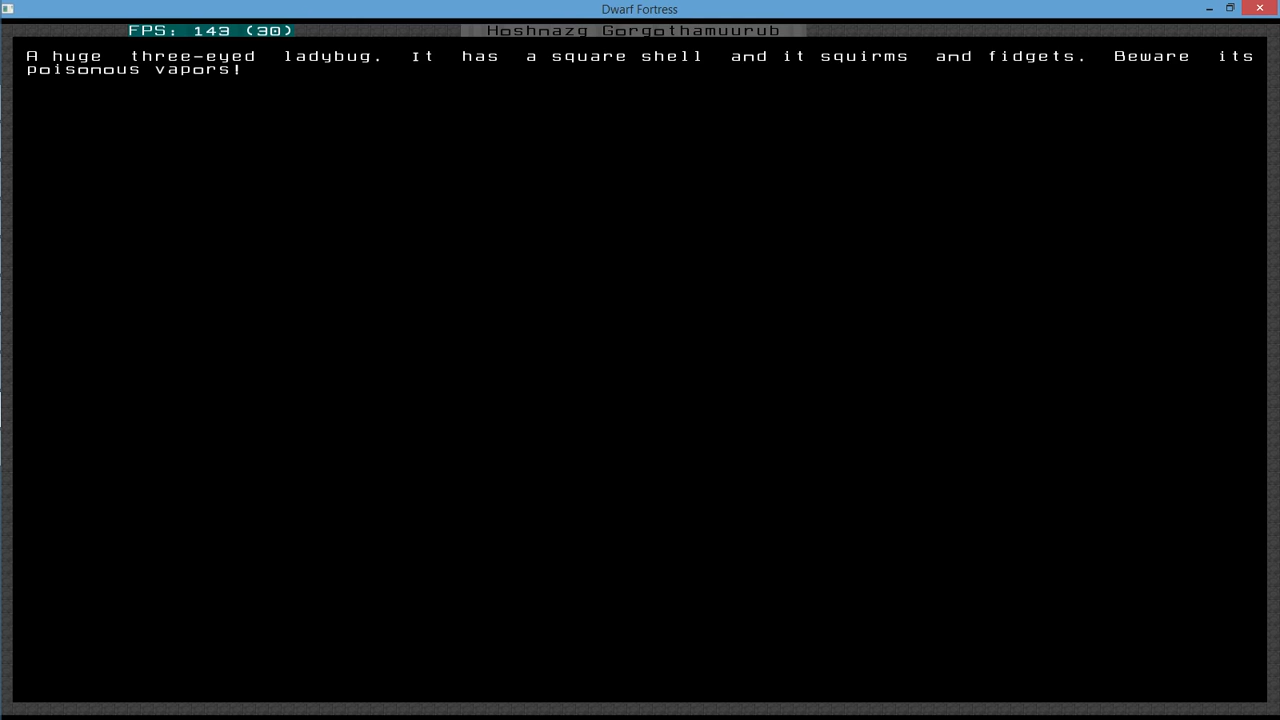 Dwarf Fortress
FPS: 143 (30)
Hoshnazg Gorgothamuurub
A huge three-eyed ladybug. It has a square shell and it squirms and fidgets. Beware its
poisonous vapors!